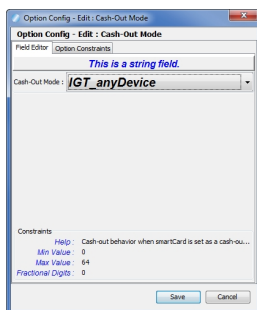 Option Config - Edit : Cash-Out Mode
Option Config - Edit : Cash-Out Mode
Field Editor Option Constraints
This is a string field.
Cash-Out Mode : IGT_anyDevice
Constraints
Help : Cash-out behavior when smartCard is set as a cash-ou...
Min Value : 0
Max Value : 64
Fractional Digits : 0
Save Cancel